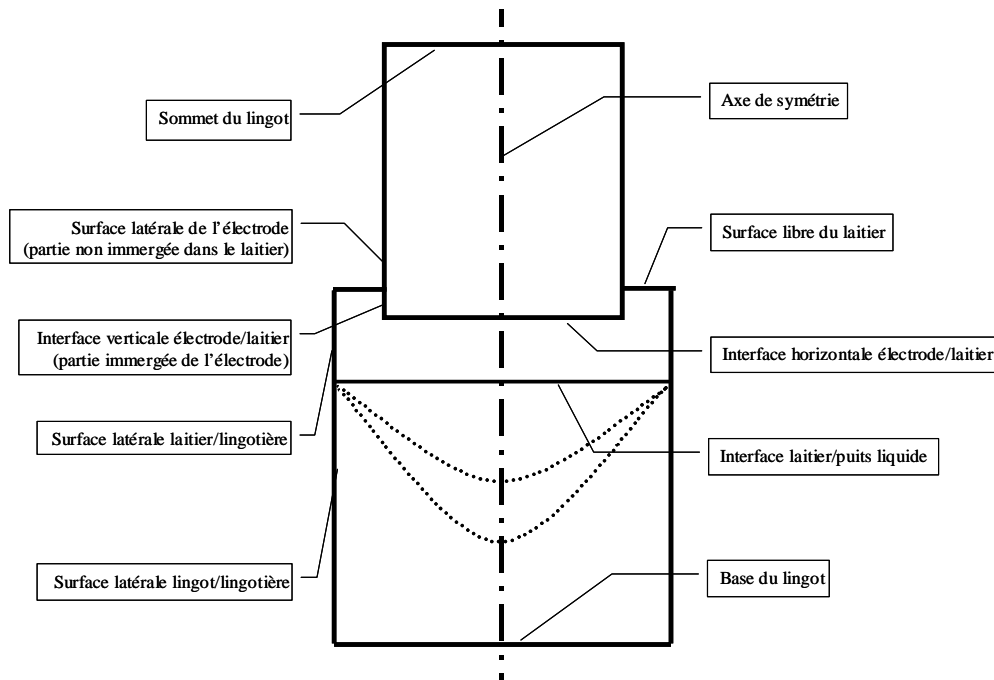 Sommet du lingot
Axe de symétrie
Surface latérale de l'électrode
(partie non immergée dans le laitier)
Surface libre du laitier
Interface verticale électrode/laitier
(partie immergée de l'électrode)
Interface horizontale électrode/laitier
Surface latérale laitier/lingotière
Interface laitier/puits liquide
Surface latérale lingot/lingotière
Base du lingot